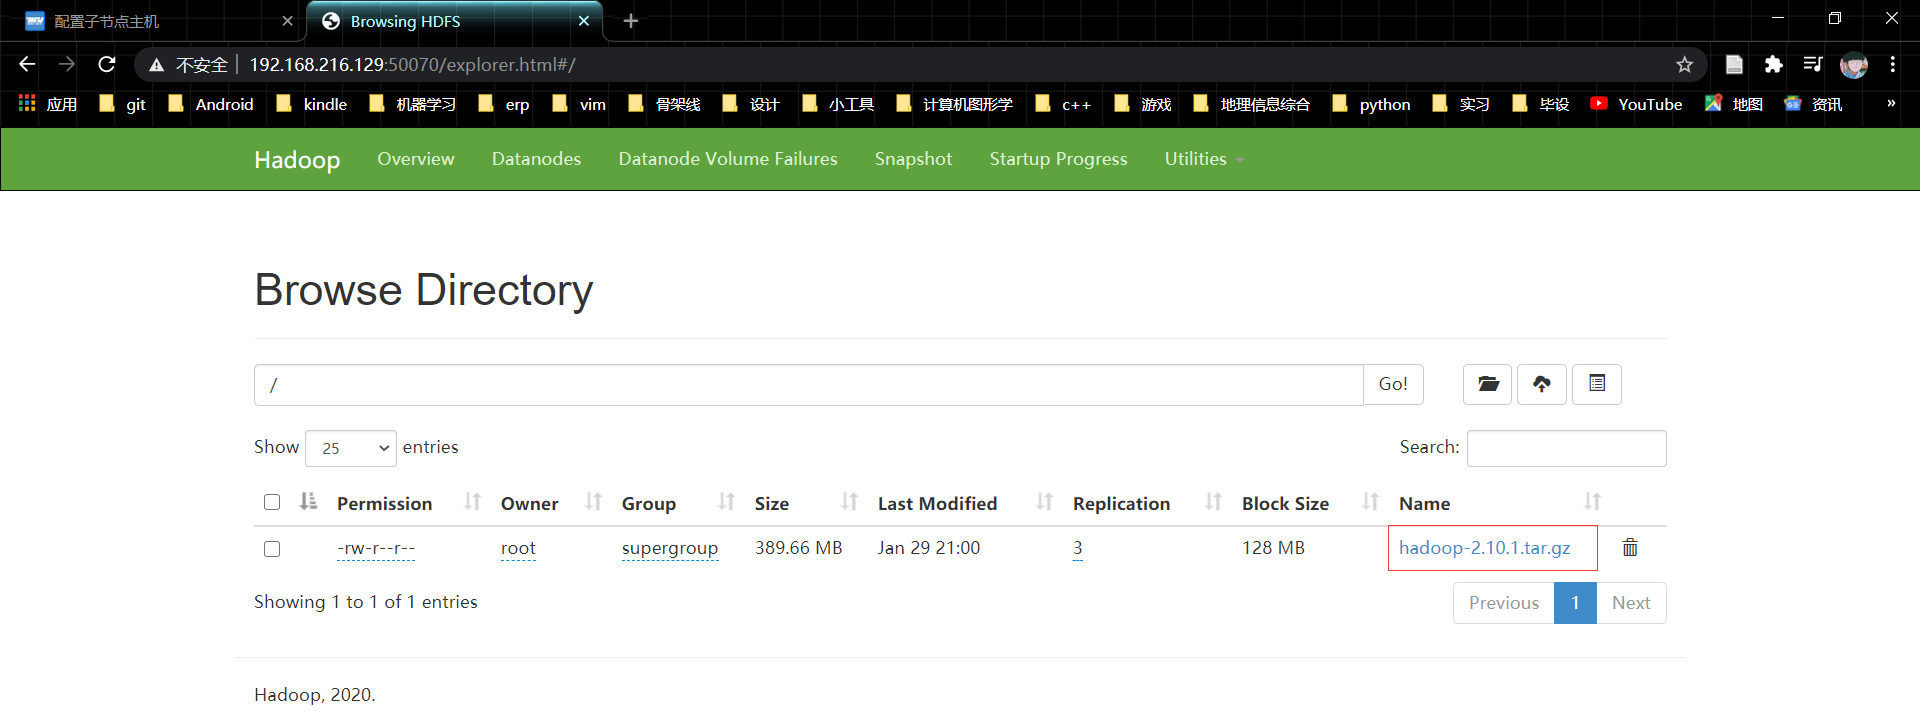 配置子节点主机
Browsing HDFS
不安全 | 192.168.216.129:50070/explorer.html#/
应用 git Android kindle 机器学习 erp vim 骨架线 设计 小工具 计算机图形学 c++ 游戏 地理信息综合 python 实习 毕设 YouTube 地图 资讯 »
Hadoop Overview Datanodes Datanode Volume Failures Snapshot Startup Progress Utilities
Browse Directory
/ Go!
Show 25 entries Search:
Permission Owner Group Size Last Modified Replication Block Size Name
-rw-r--r-- root supergroup 389.66 MB Jan 29 21:00 3 128 MB hadoop-2.10.1.tar.gz
Showing 1 to 1 of 1 entries Previous 1 Next
Hadoop, 2020.